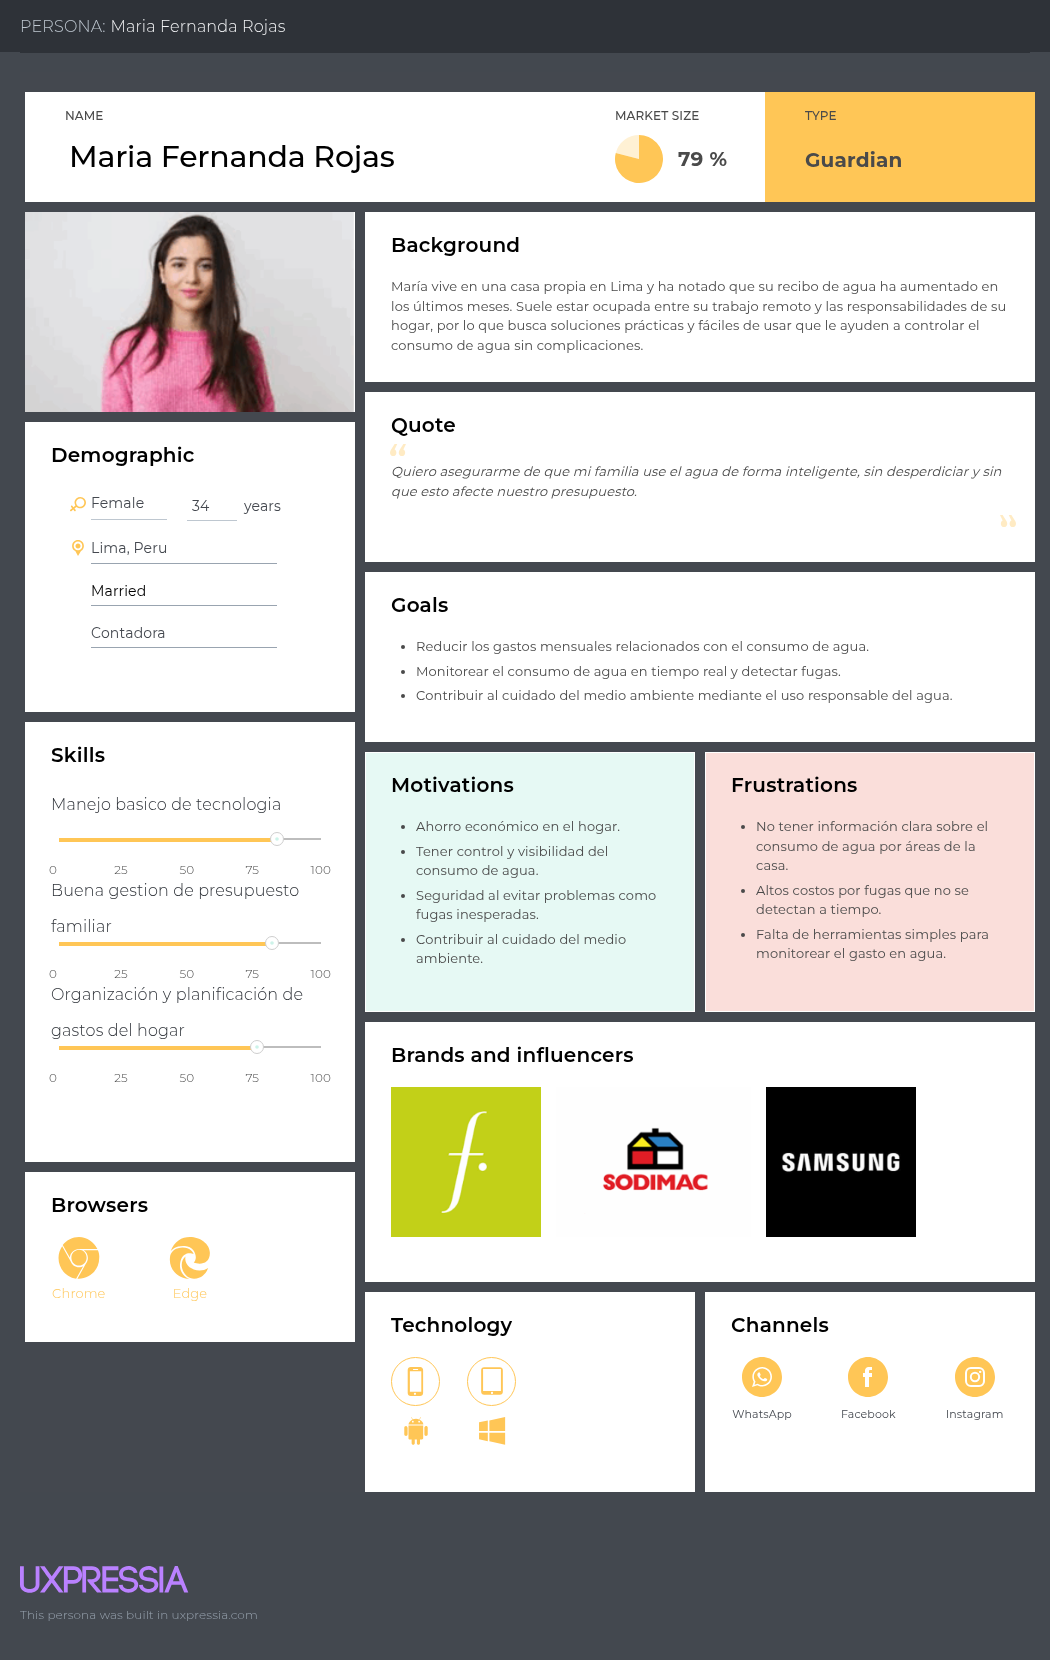 PERSONA: Maria Fernanda Rojas
NAME
Maria Fernanda Rojas
MARKET SIZE
79 %
TYPE
Guardian
Background
María vive en una casa propia en Lima y ha notado que su recibo de agua ha aumentado en
los últimos meses. Suele estar ocupada entre su trabajo remoto y las responsabilidades de su
hogar, por lo que busca soluciones prácticas y fáciles de usar que le ayuden a controlar el
consumo de agua sin complicaciones.
Quote
“
Quiero asegurarme de que mi familia use el agua de forma inteligente, sin desperdiciar y sin
que esto afecte nuestro presupuesto.
”
Demographic
Female 34 years
Lima, Peru
Married
Contadora
Goals
• Reducir los gastos mensuales relacionados con el consumo de agua.
• Monitorear el consumo de agua en tiempo real y detectar fugas.
• Contribuir al cuidado del medio ambiente mediante el uso responsable del agua.
Skills
Manejo basico de tecnologia
0 25 50 75 100
Buena gestion de presupuesto
familiar
0 25 50 75 100
Organización y planificación de
gastos del hogar
0 25 50 75 100
Motivations
• Ahorro económico en el hogar.
• Tener control y visibilidad del
consumo de agua.
• Seguridad al evitar problemas como
fugas inesperadas.
• Contribuir al cuidado del medio
ambiente.
Frustrations
• No tener información clara sobre el
consumo de agua por áreas de la
casa.
• Altos costos por fugas que no se
detectan a tiempo.
• Falta de herramientas simples para
monitorear el gasto en agua.
Brands and influencers
f.
SODIMAC
SAMSUNG
Browsers
Chrome
Edge
Technology
Channels
WhatsApp
Facebook
Instagram
UXPRESSIA
This persona was built in uxpressia.com